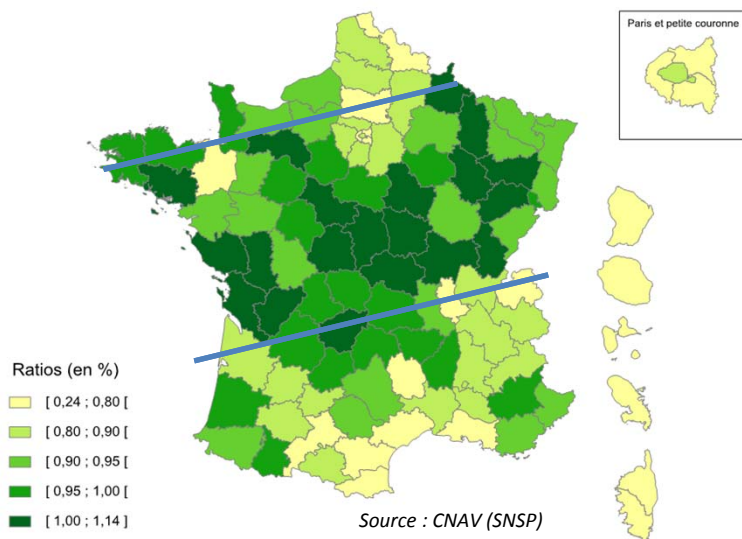 Paris et petite couronne
Ratios (en %)
[ 0,24 ; 0,80 [
[ 0,80 ; 0,90 [
[ 0,90 ; 0,95 [
[ 0,95 ; 1,00 [
[ 1,00 ; 1,14 ]
Source : CNAV (SNSP)